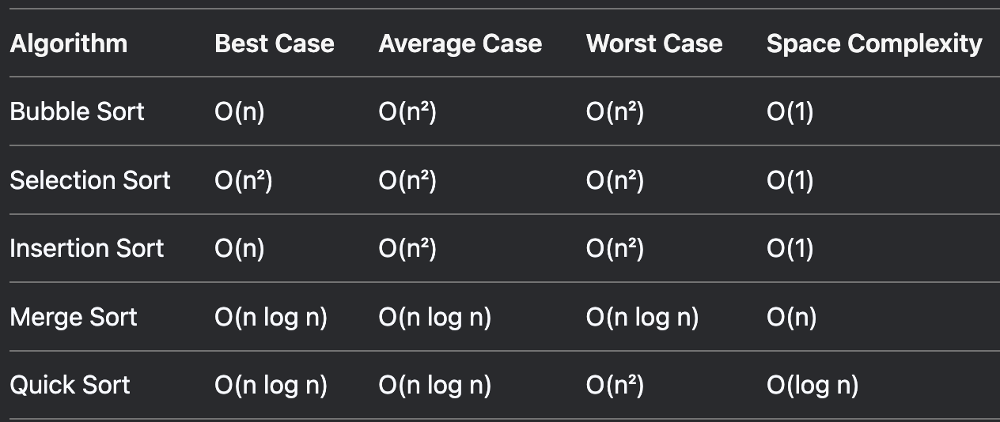 Algorithm Best Case Average Case Worst Case Space Complexity
Bubble Sort O(n) O(n²) O(n²) O(1)
Selection Sort O(n²) O(n²) O(n²) O(1)
Insertion Sort O(n) O(n²) O(n²) O(1)
Merge Sort O(n log n) O(n log n) O(n log n) O(n)
Quick Sort O(n log n) O(n log n) O(n²) O(log n)